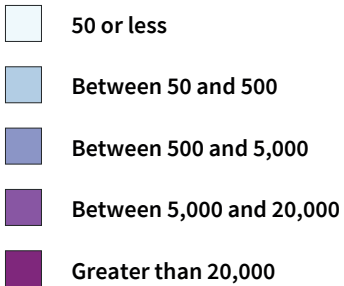 50 or less
Between 50 and 500
Between 500 and 5,000
Between 5,000 and 20,000
Greater than 20,000